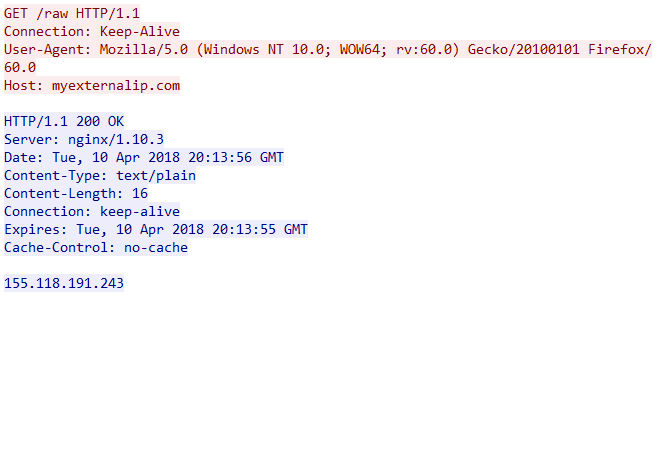 GET /raw HTTP/1.1
Connection: Keep-Alive
User-Agent: Mozilla/5.0 (Windows NT 10.0; WOW64; rv:60.0) Gecko/20100101 Firefox/
60.0
Host: myexternalip.com

HTTP/1.1 200 OK
Server: nginx/1.10.3
Date: Tue, 10 Apr 2018 20:13:56 GMT
Content-Type: text/plain
Content-Length: 16
Connection: keep-alive
Expires: Tue, 10 Apr 2018 20:13:55 GMT
Cache-Control: no-cache

155.118.191.243